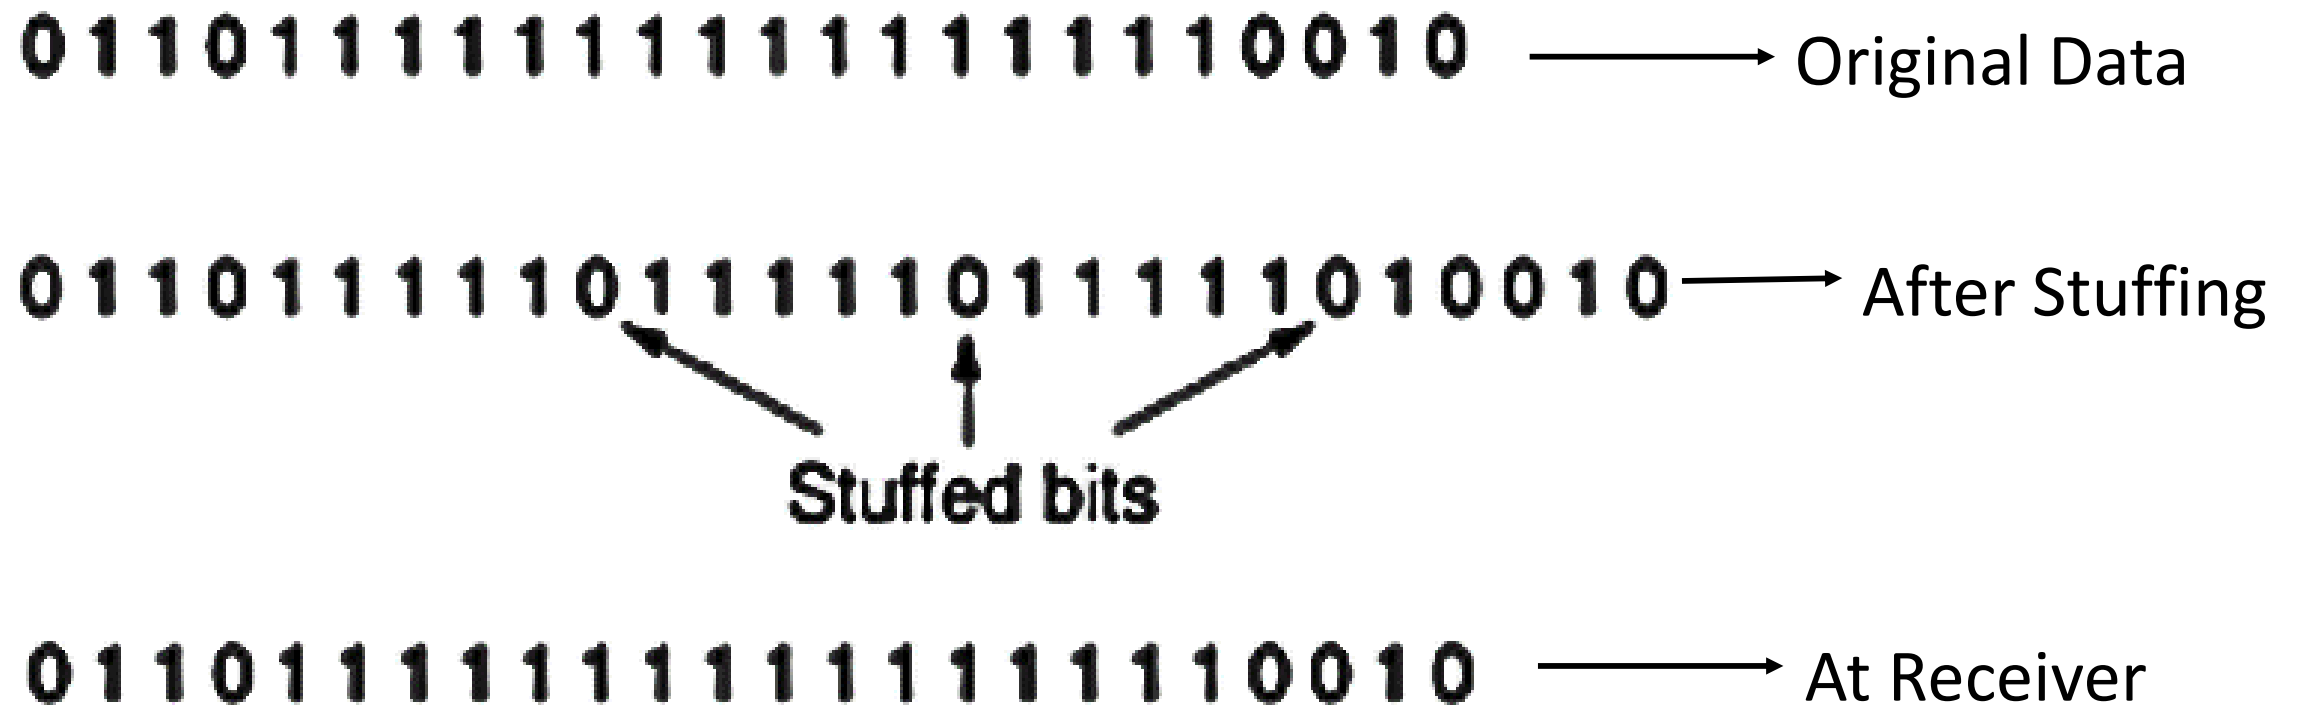 0 1 1 0 1 1 1 1 1 1 1 1 1 1 1 1 1 1 1 1 0 0 1 0 Original Data
0 1 1 0 1 1 1 1 1 0 1 1 1 1 1 0 1 1 1 1 1 0 1 0 0 1 0 After Stuffing
Stuffed bits
0 1 1 0 1 1 1 1 1 1 1 1 1 1 1 1 1 1 1 1 0 0 1 0 At Receiver